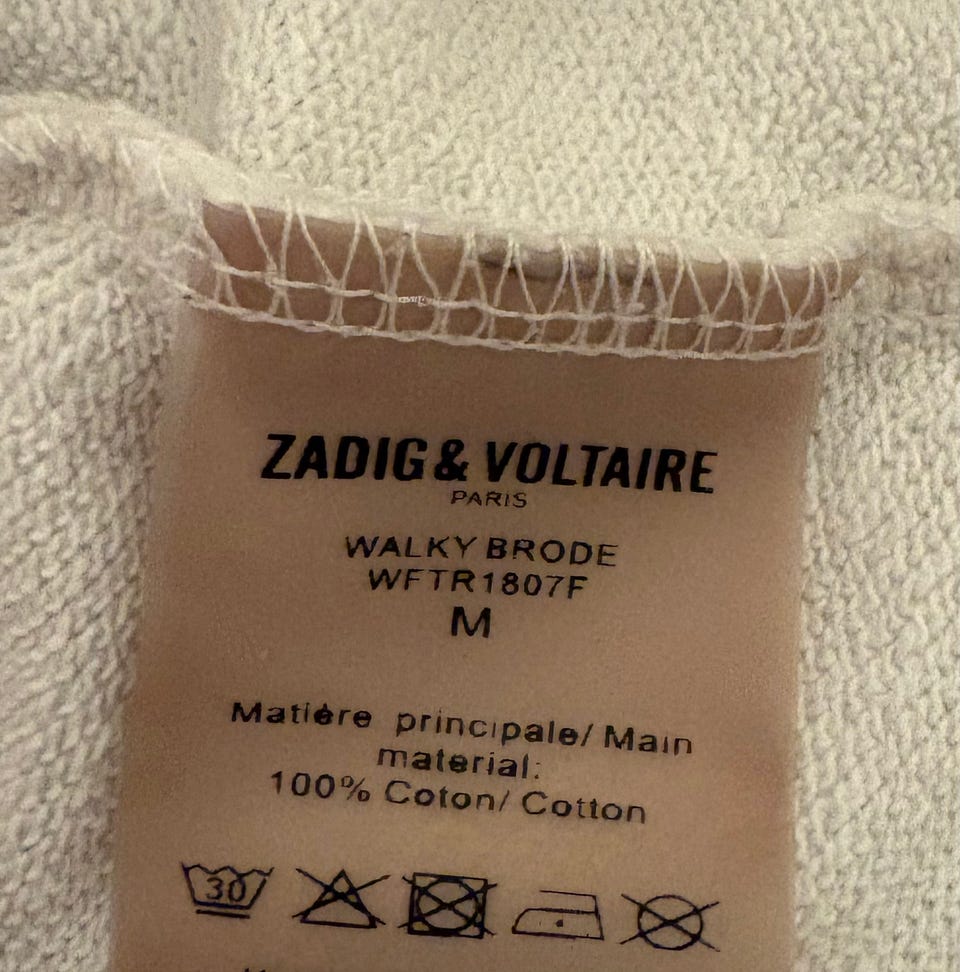 ZADIG & VOLTAIRE
PARIS
WALKY BRODE
WFTR1807F
M
Matière principale/ Main
material:
100% Coton/ Cotton
30